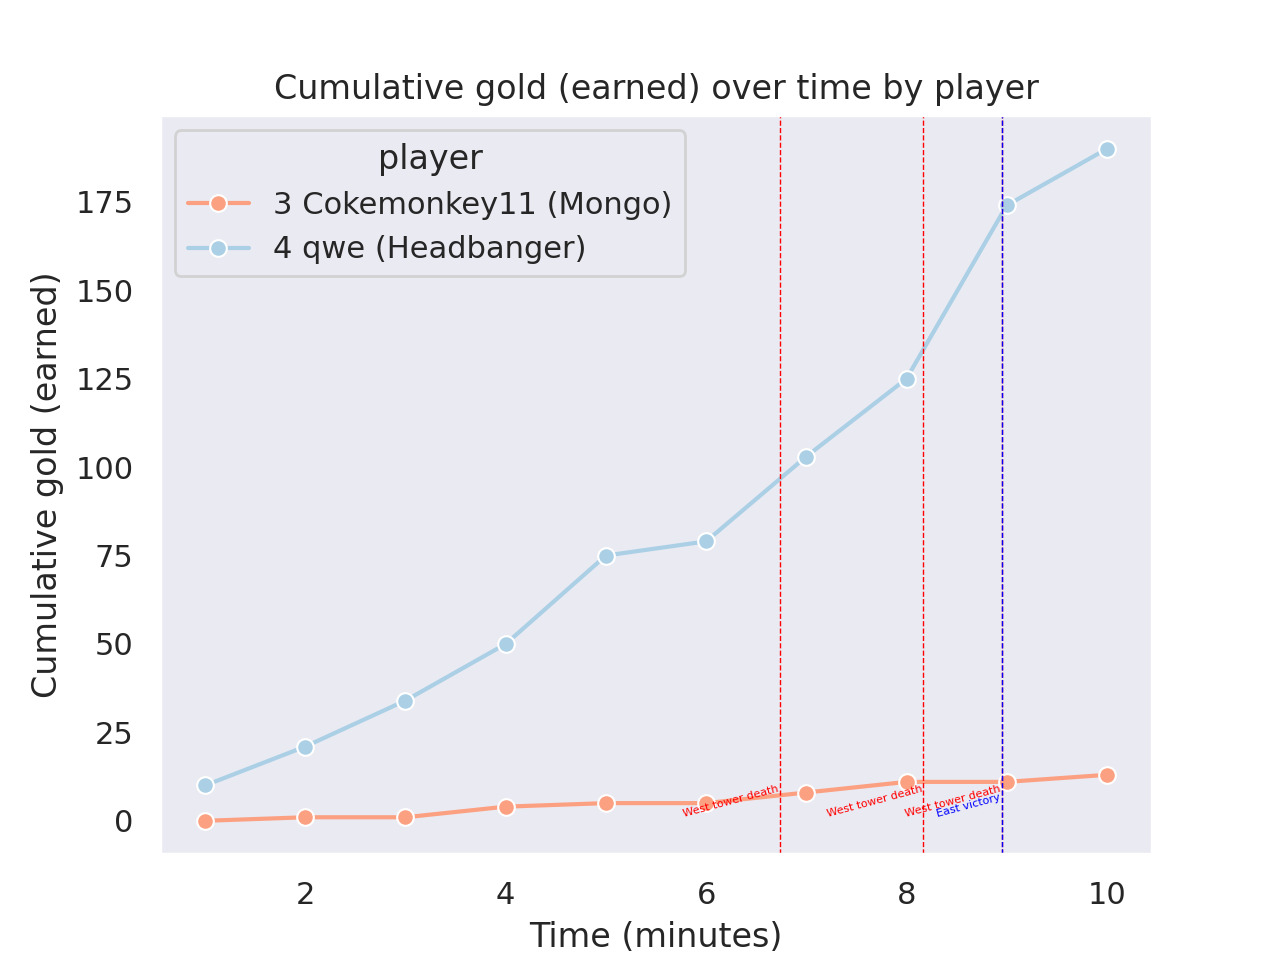 Cumulative gold (earned) over time by player
player
3 Cokemonkey11 (Mongo)
4 qwe (Headbanger)
Cumulative gold (earned)
175
150
125
100
75
50
25
0
West tower death
West tower death
West tower death
East victory
2 4 6 8 10
Time (minutes)